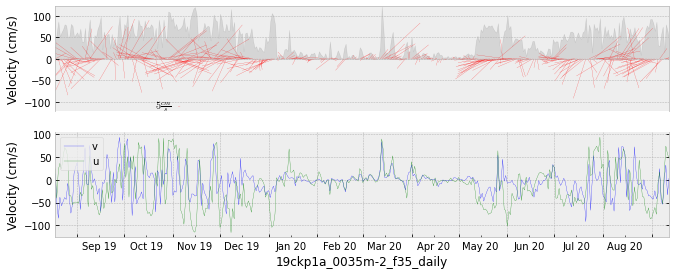 Velocity (cm/s)
100
50
0
−50
−100
5 cm/s
Velocity (cm/s)
100
50
0
−50
−100
v
u
Sep 19 Oct 19 Nov 19 Dec 19 Jan 20 Feb 20 Mar 20 Apr 20 May 20 Jun 20 Jul 20 Aug 20
19ckp1a_0035m-2_f35_daily